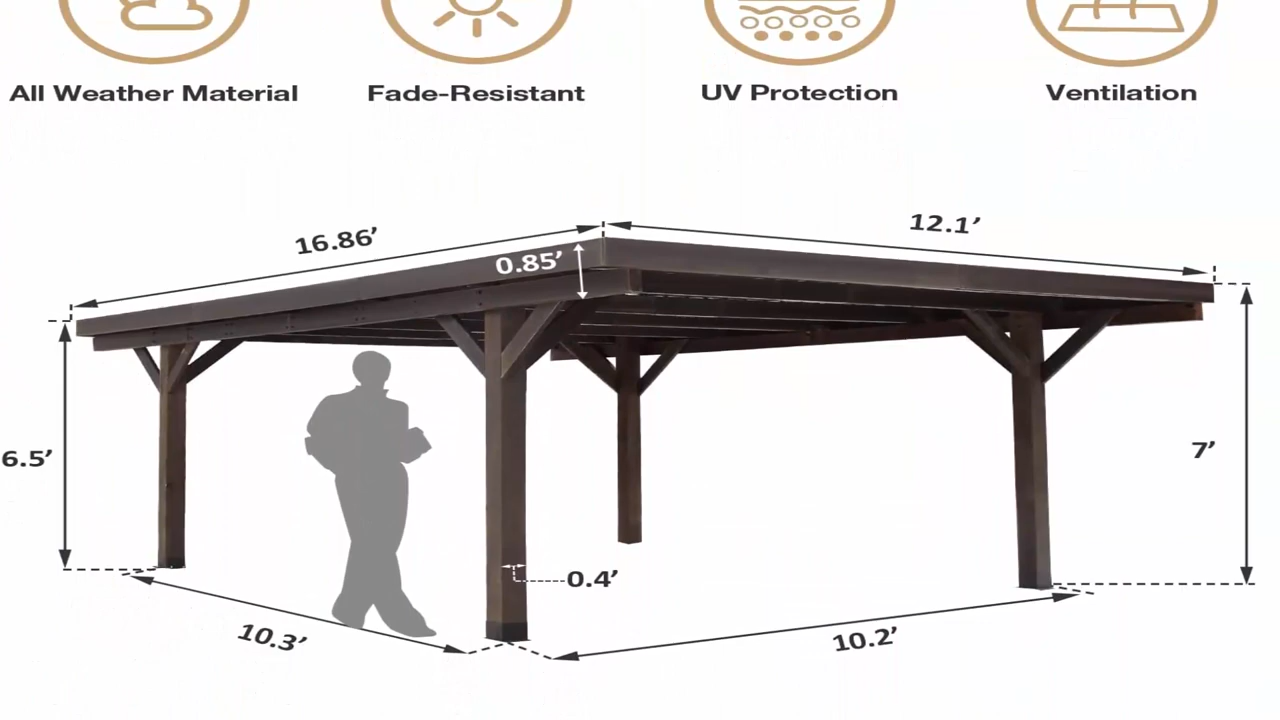 All Weather Material
Fade-Resistant
UV Protection
Ventilation
16.86’
12.1’
0.85’
6.5’
7’
0.4’
10.3’
10.2’